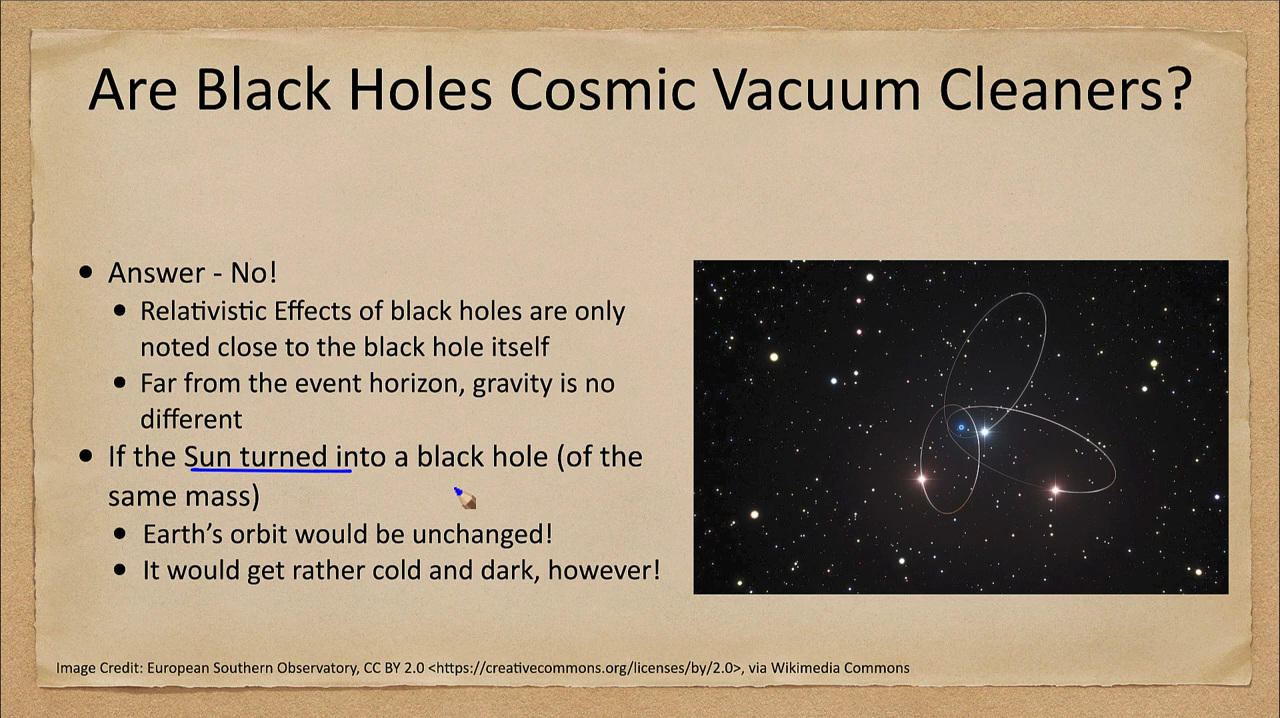 Are Black Holes Cosmic Vacuum Cleaners?
• Answer - No!
• Relativistic Effects of black holes are only
noted close to the black hole itself
• Far from the event horizon, gravity is no
different
• If the Sun turned into a black hole (of the
same mass)
• Earth’s orbit would be unchanged!
• It would get rather cold and dark, however!
Image Credit: European Southern Observatory, CC BY 2.0 <https://creativecommons.org/licenses/by/2.0>, via Wikimedia Commons